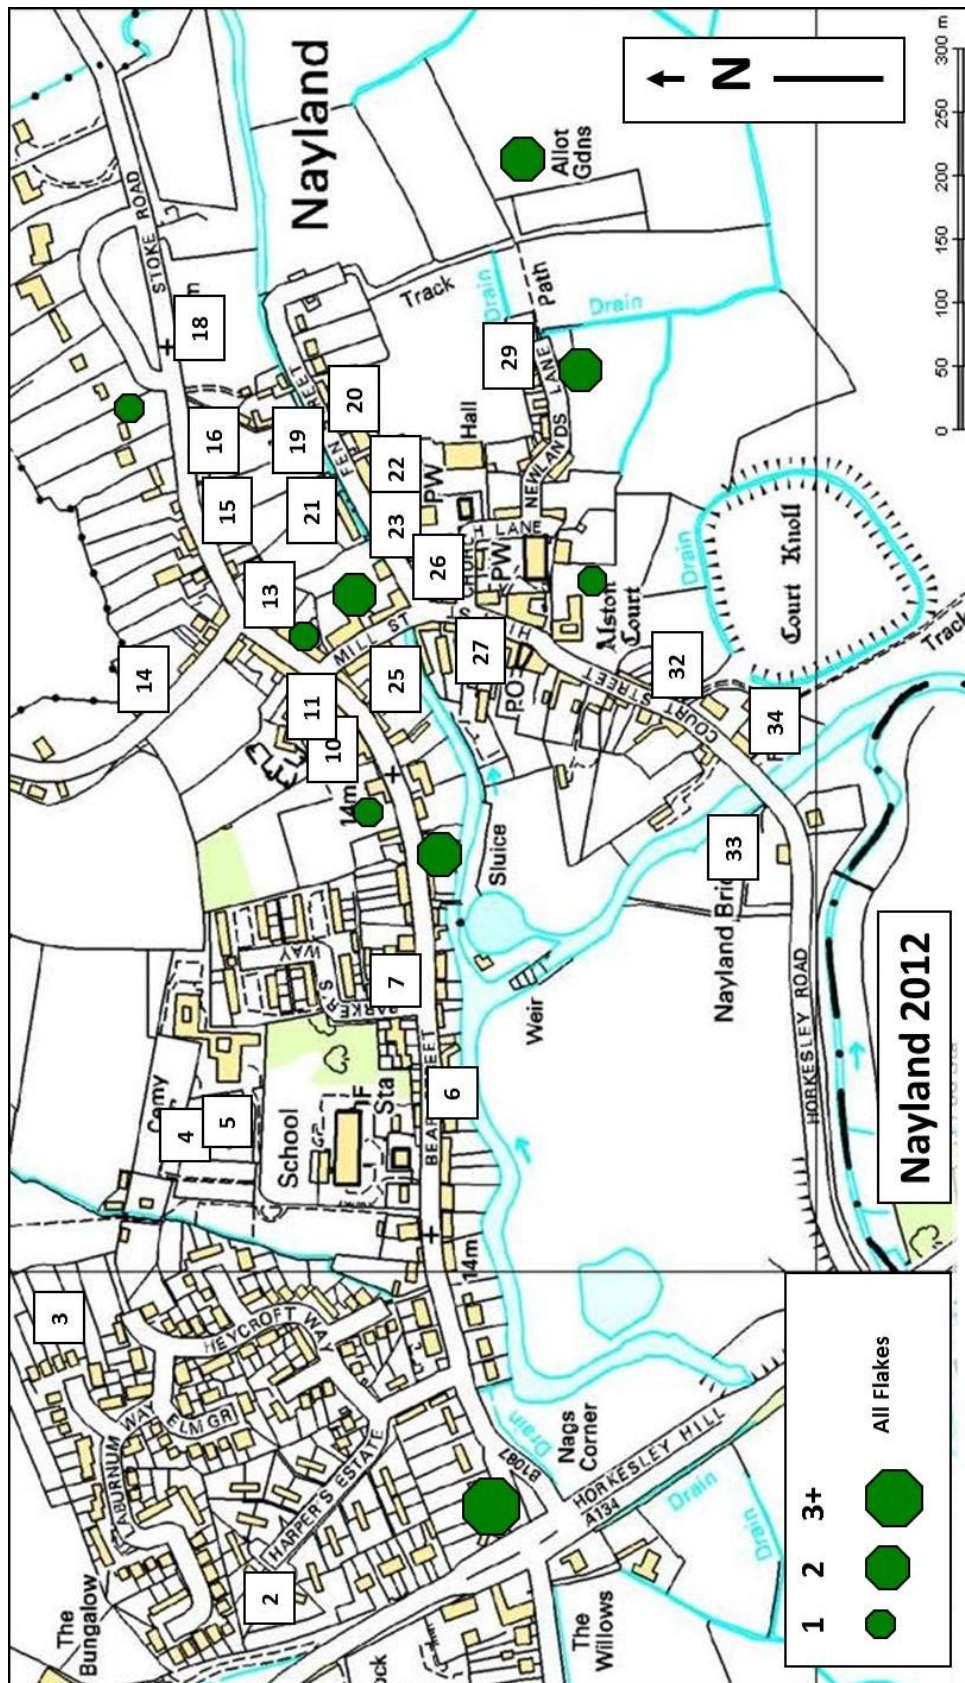 The
Bungalow
3
LABURNUM WAY
ELM GR
HEYCROFT WAY
HARPER'S ESTATE
2
ock
The
Willows
Nags
Corner
B1087
A134
HORKESLEY HILL
Drain
Drain
Drain
14m
4
5
School
Sta
BEA
STREET
6
7
PARKER'S
WAY
Weir
Sluice
14m
10
11
13
14
15
16
18
STOKE ROAD
Nayland
19
20
21
22
23
FEN
REET
MILL ST
25
26
27
PO
PW
PW
Hall
CHURCH LANE
NEWLANDS LANE
29
Track
Path
Drain
Drain
Allot
Gdns
Alston
Court
COURT STREET
32
33
34
Drain
Court Knoll
Track
Nayland Bri
HORKESLEY ROAD
Nayland 2012
1 2 3+
All Flakes
N
0 50 100 150 200 250 300 m